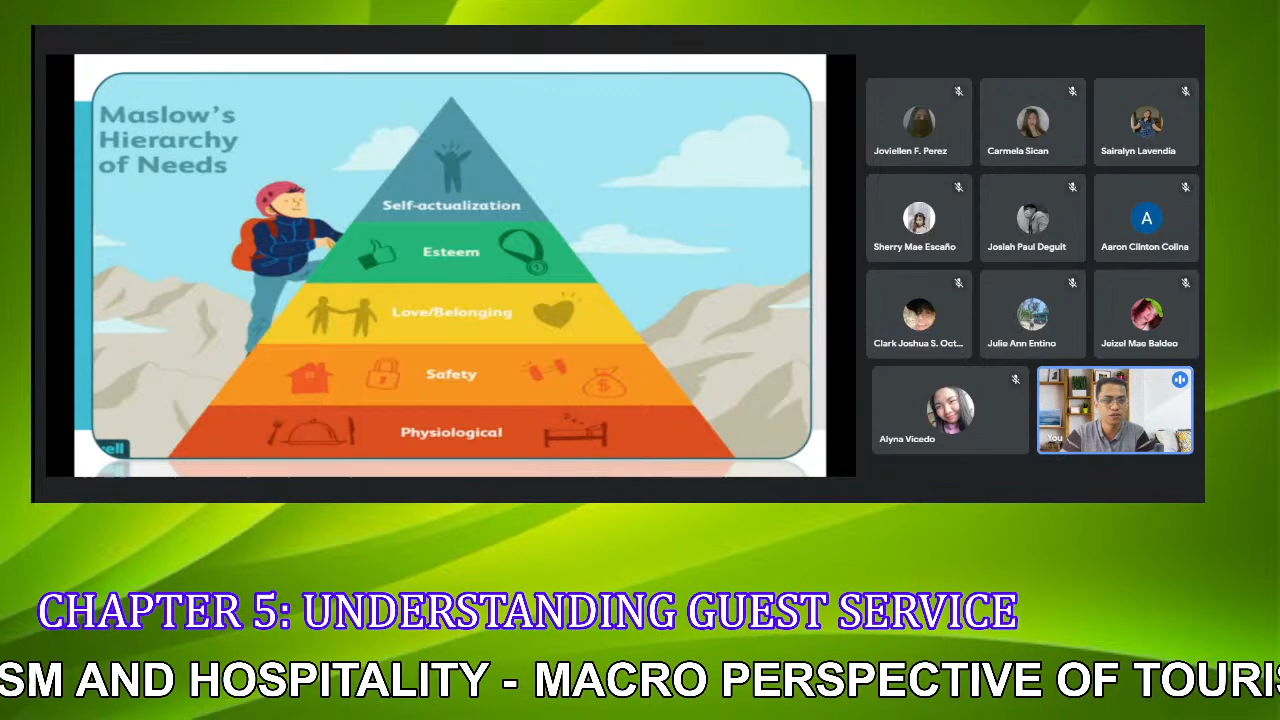 Maslow's
Hierarchy
of Needs
Self-actualization
Esteem
Love/Belonging
Safety
Physiological
Joviellen F. Perez
Carmela Sican
Sairalyn Lavendia
Sherry Mae Escaño
Josiah Paul Degult
A
Aaron Clinton Colina
Clark Joshua S. Oct...
Julie Ann Entino
Jeizel Mae Baldeo
Alyna Vicedo
You
CHAPTER 5: UNDERSTANDING GUEST SERVICE
SM AND HOSPITALITY - MACRO PERSPECTIVE OF TOURIS